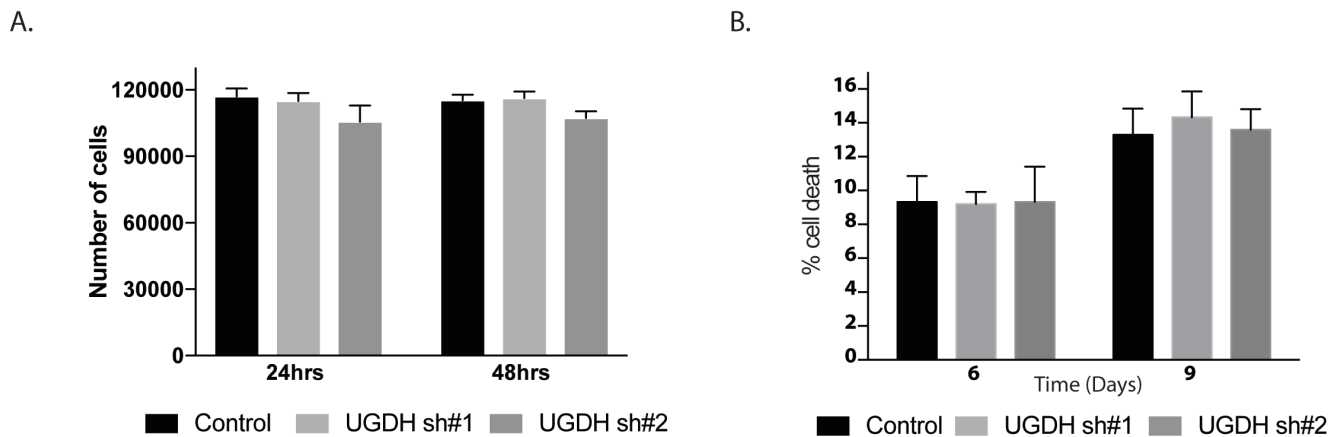 A.
B.
Number of cells
120000
90000
60000
30000
0
24hrs
48hrs
Control
UGDH sh#1
UGDH sh#2
% cell death
16
14
12
10
8
6
4
2
0
6
9
Time (Days)
Control
UGDH sh#1
UGDH sh#2